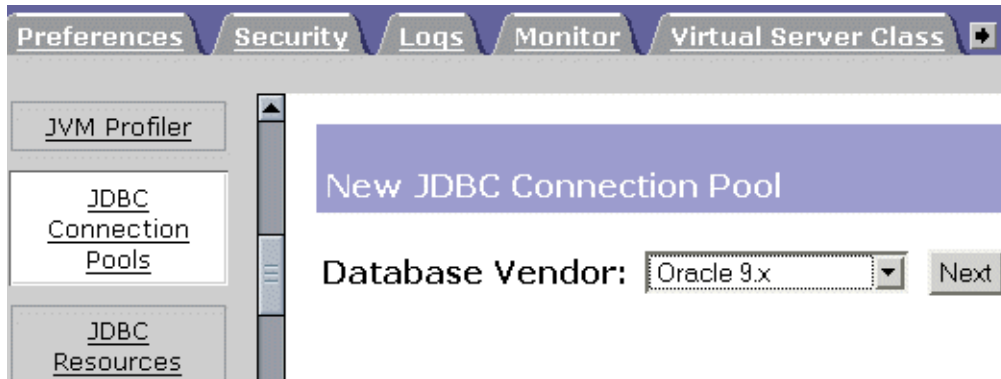 Preferences Security Logs Monitor Virtual Server Class
JVM Profiler
JDBC
Connection
Pools
JDBC
Resources
New JDBC Connection Pool
Database Vendor: Oracle 9.x Next